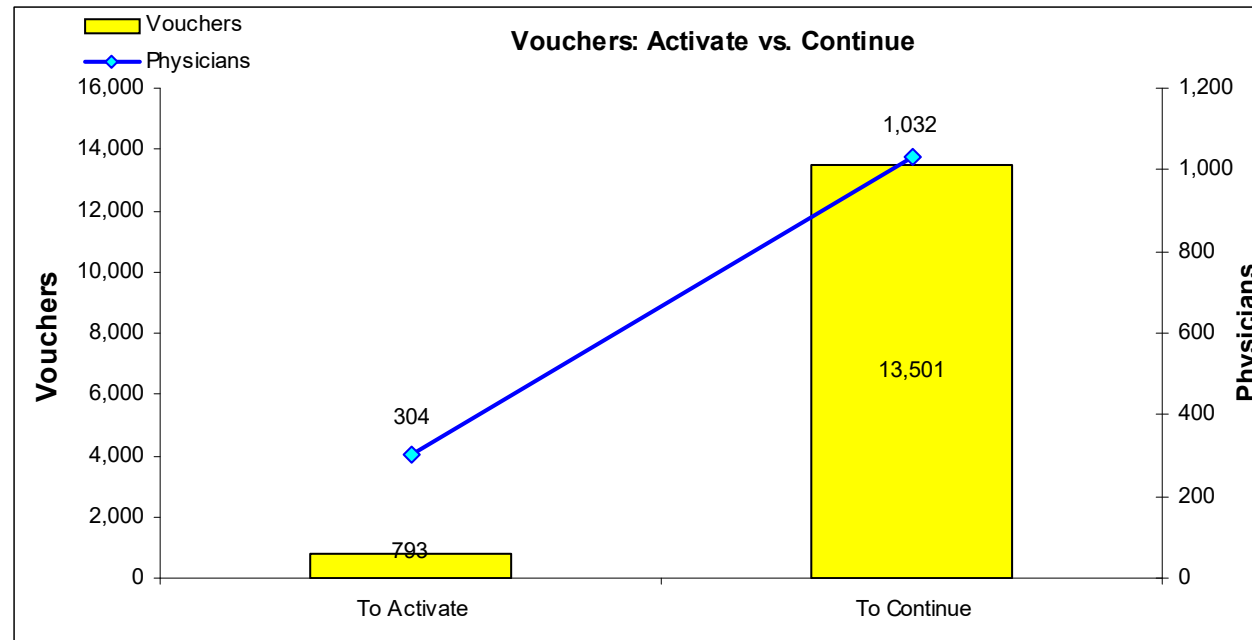 Vouchers
Physicians
Vouchers: Activate vs. Continue
16,000
14,000
12,000
10,000
8,000
6,000
4,000
2,000
0
Vouchers
1,200
1,000
800
600
400
200
0
Physicians
304
1,032
793
13,501
To Activate
To Continue